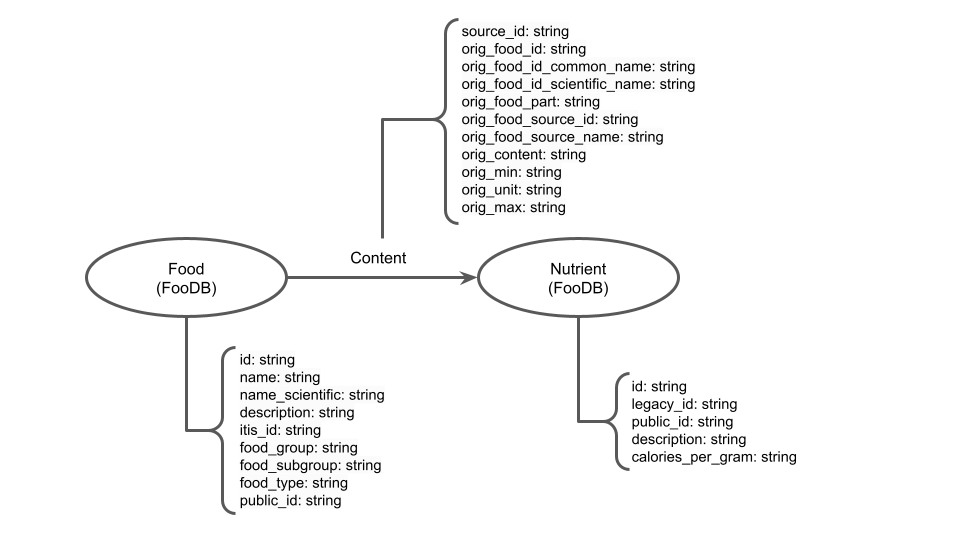 source_id: string
orig_food_id: string
orig_food_id_common_name: string
orig_food_id_scientific_name: string
orig_food_part: string
orig_food_source_id: string
orig_food_source_name: string
orig_content: string
orig_min: string
orig_unit: string
orig_max: string
Content
Food
(FooDB)
Nutrient
(FooDB)
id: string
name: string
name_scientific: string
description: string
itis_id: string
food_group: string
food_subgroup: string
food_type: string
public_id: string
id: string
legacy_id: string
public_id: string
description: string
calories_per_gram: string